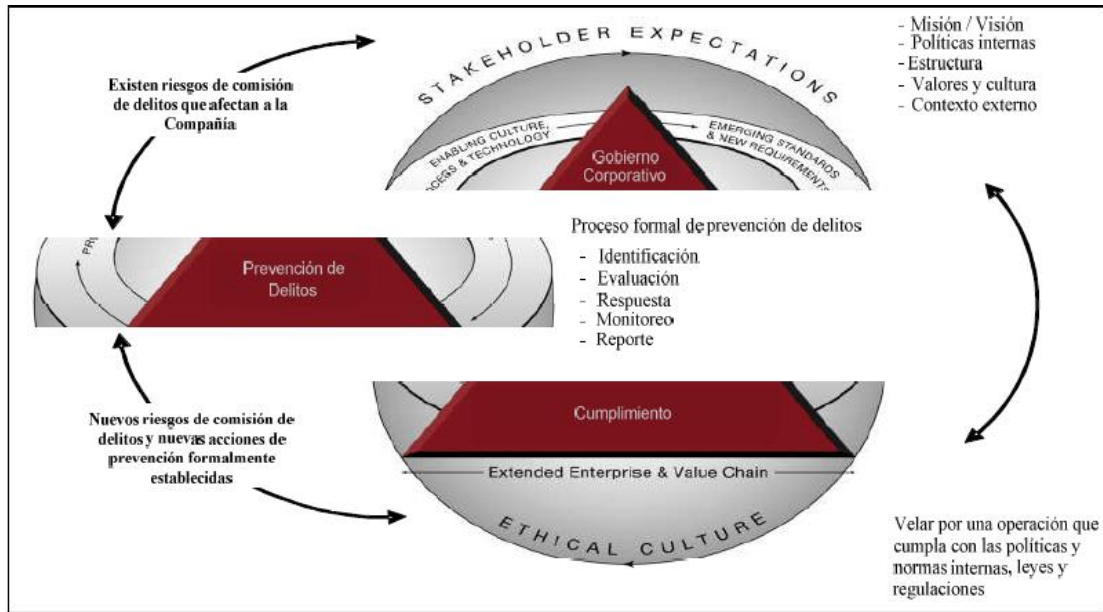 STAKEHOLDER EXPECTATIONS
- Misión / Visión
- Políticas internas
- Estructura
- Valores y cultura
- Contexto externo
Existen riesgos de comisión
de delitos que afectan a la
Compañía
ENABLING CULTURE,
& TECHNOLOGY
EMERGING STANDARDS
& NEW REQUIREMENTS
Gobierno
Corporativo
Proceso formal de prevención de delitos
- Identificación
- Evaluación
- Respuesta
- Monitoreo
- Reporte
Prevención de
Delitos
Nuevos riesgos de comisión de
delitos y nuevas acciones de
prevención formalmente
establecidas
Cumplimiento
Extended Enterprise & Value Chain
ETHICAL CULTURE
Velar por una operación que
cumpla con las políticas y
normas internas, leyes y
regulaciones